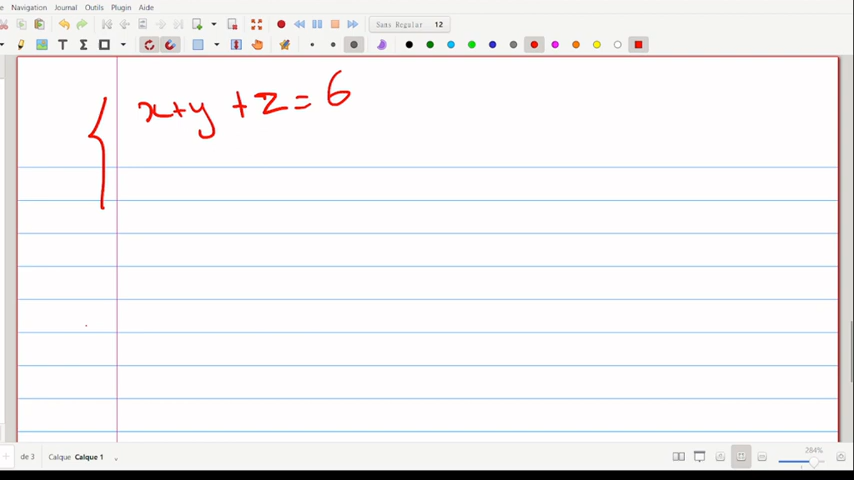 Navigation Journal Outils Plugin Aide
Sans Regular 12
x+y +z=6
de 3 Calque Calque 1 284%